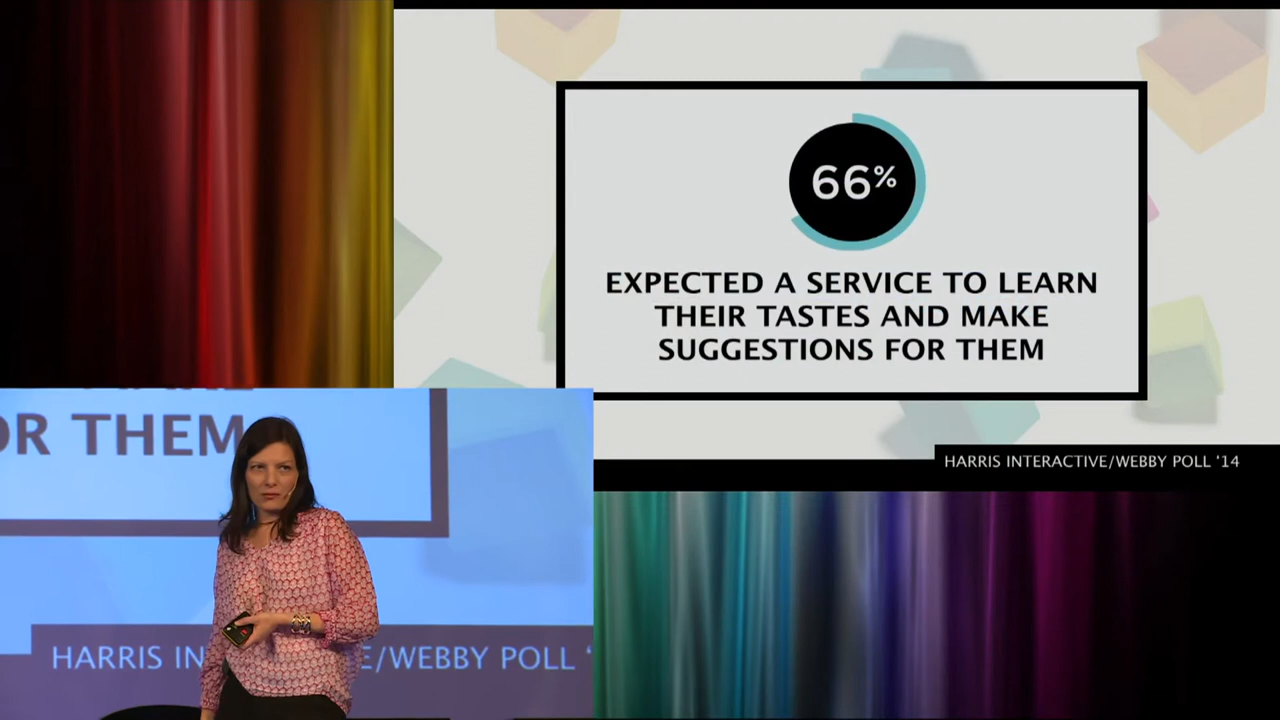 66%
EXPECTED A SERVICE TO LEARN
THEIR TASTES AND MAKE
SUGGESTIONS FOR THEM
HARRIS INTERACTIVE/WEBBY POLL '14
OR THEM
HARRIS IN E/WEBBY POLL '